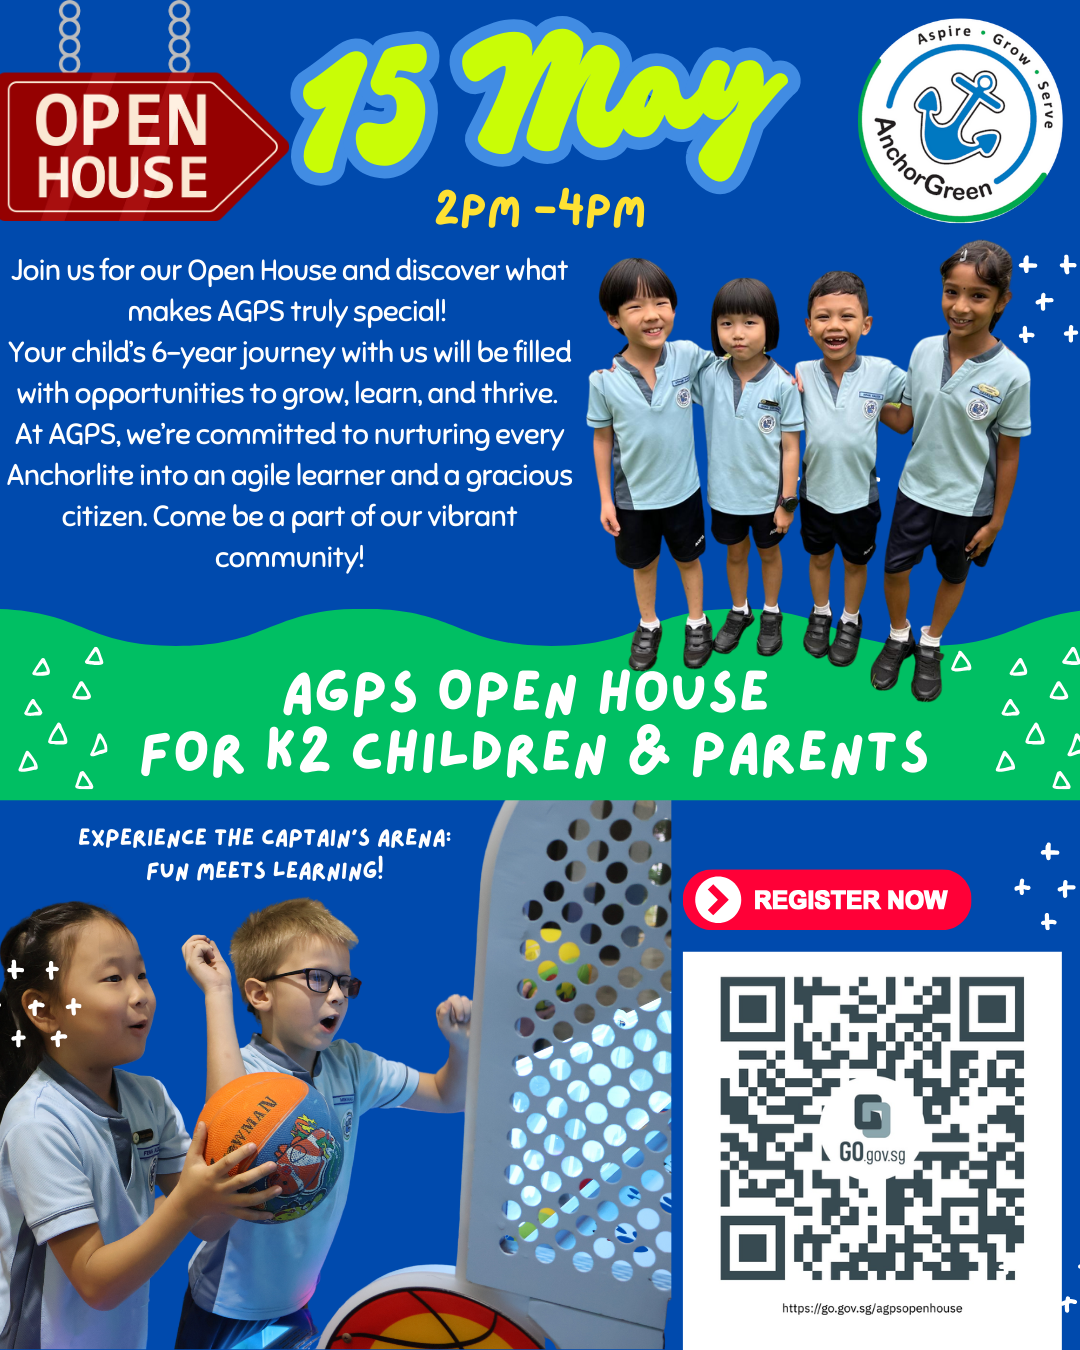 OPEN
HOUSE
15 May
2PM -4PM
Aspire • Grow • Serve
AnchorGreen
Join us for our Open House and discover what
makes AGPS truly special!
Your child's 6-year journey with us will be filled
with opportunities to grow, learn, and thrive.
At AGPS, we're committed to nurturing every
Anchorlite into an agile learner and a gracious
citizen. Come be a part of our vibrant
community!
AGPS OPEN HOUSE
FOR K2 CHILDREN & PARENTS
EXPERIENCE THE CAPTAIN'S ARENA:
FUN MEETS LEARNING!
REGISTER NOW
GO.gov.sg
https://go.gov.sg/agpsopenhouse